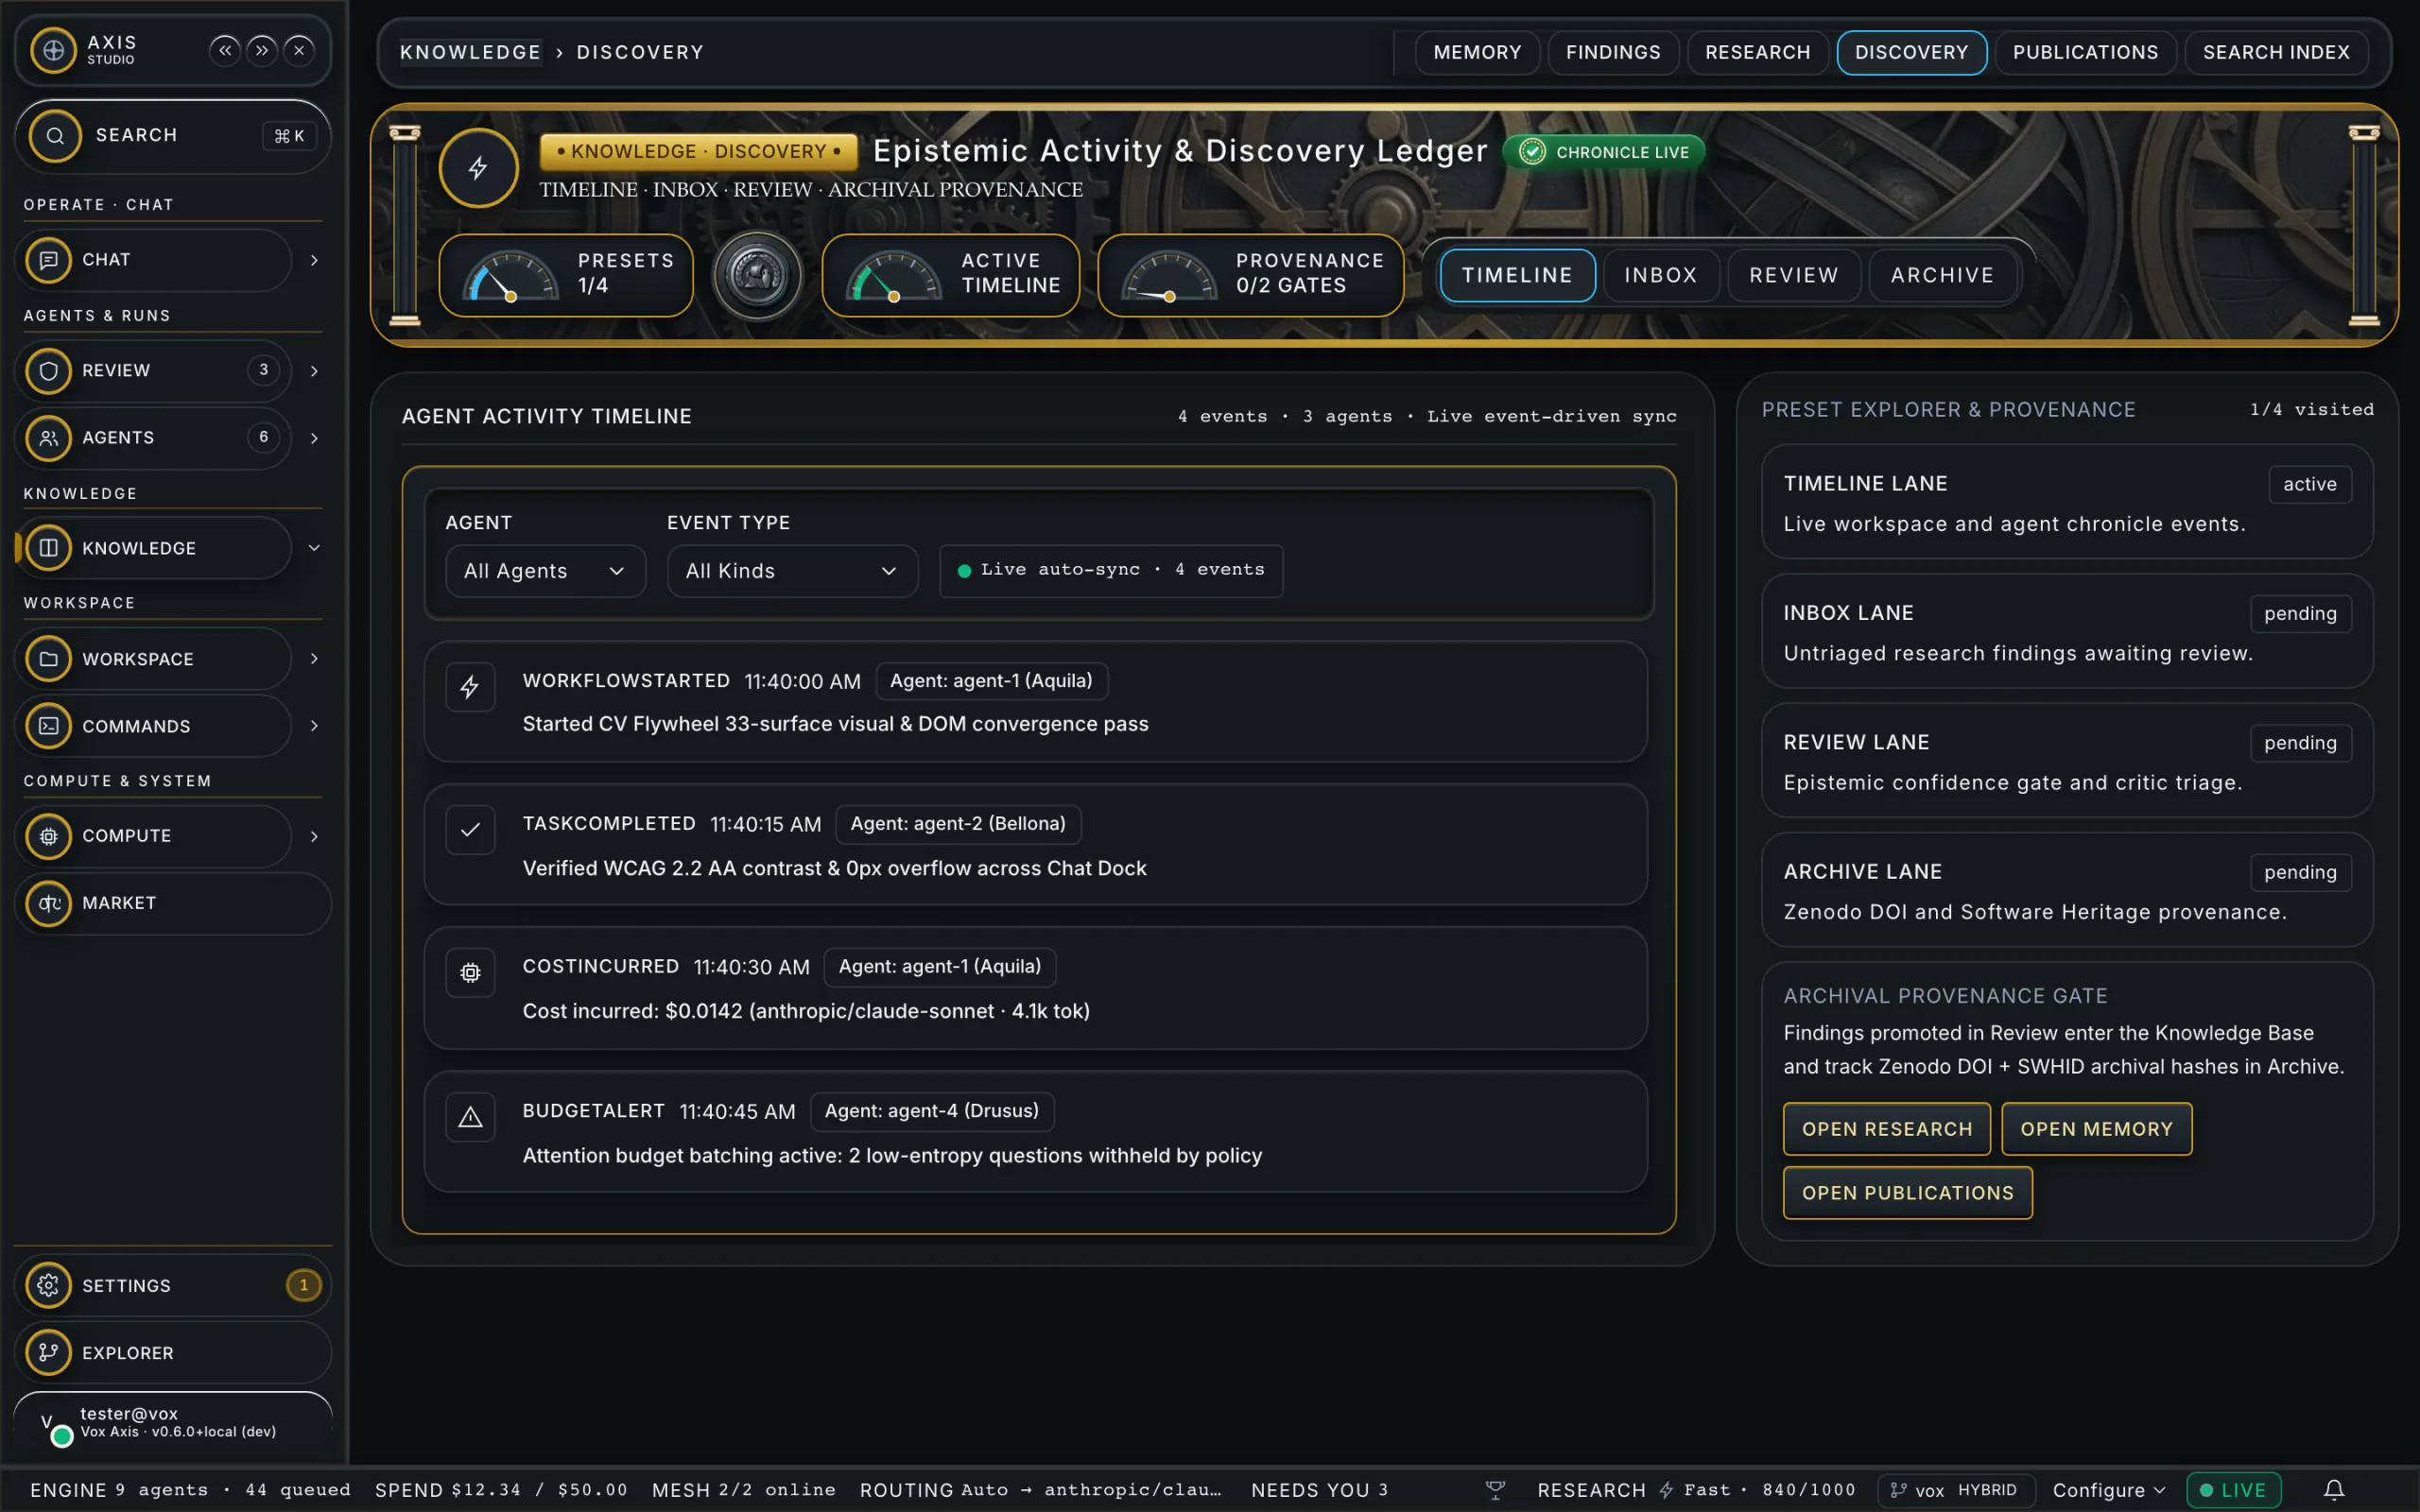 AXIS
STUDIO
SEARCH
⌘ K
OPERATE · CHAT
CHAT
AGENTS & RUNS
REVIEW 3
AGENTS 6
KNOWLEDGE
KNOWLEDGE
WORKSPACE
WORKSPACE
COMMANDS
COMPUTE & SYSTEM
COMPUTE
MARKET
SETTINGS 1
EXPLORER
V
tester@vox
Vox Axis · v0.6.0+local (dev)
KNOWLEDGE › DISCOVERY
MEMORY FINDINGS RESEARCH DISCOVERY PUBLICATIONS SEARCH INDEX
• KNOWLEDGE · DISCOVERY • Epistemic Activity & Discovery Ledger CHRONICLE LIVE
TIMELINE · INBOX · REVIEW · ARCHIVAL PROVENANCE
PRESETS
1/4
ACTIVE
TIMELINE
PROVENANCE
0/2 GATES
TIMELINE INBOX REVIEW ARCHIVE
AGENT ACTIVITY TIMELINE 4 events · 3 agents · Live event-driven sync
AGENT EVENT TYPE
All Agents All Kinds Live auto-sync · 4 events
WORKFLOWSTARTED 11:40:00 AM Agent: agent-1 (Aquila)
Started CV Flywheel 33-surface visual & DOM convergence pass
TASKCOMPLETED 11:40:15 AM Agent: agent-2 (Bellona)
Verified WCAG 2.2 AA contrast & 0px overflow across Chat Dock
COSTINCURRED 11:40:30 AM Agent: agent-1 (Aquila)
Cost incurred: $0.0142 (anthropic/claude-sonnet · 4.1k tok)
BUDGETALERT 11:40:45 AM Agent: agent-4 (Drusus)
Attention budget batching active: 2 low-entropy questions withheld by policy
PRESET EXPLORER & PROVENANCE 1/4 visited
TIMELINE LANE active
Live workspace and agent chronicle events.
INBOX LANE pending
Untriaged research findings awaiting review.
REVIEW LANE pending
Epistemic confidence gate and critic triage.
ARCHIVE LANE pending
Zenodo DOI and Software Heritage provenance.
ARCHIVAL PROVENANCE GATE
Findings promoted in Review enter the Knowledge Base
and track Zenodo DOI + SWHID archival hashes in Archive.
OPEN RESEARCH OPEN MEMORY
OPEN PUBLICATIONS
ENGINE 9 agents · 44 queued SPEND $12.34 / $50.00 MESH 2/2 online ROUTING Auto → anthropic/clau… NEEDS YOU 3 RESEARCH Fast · 840/1000 vox HYBRID Configure LIVE